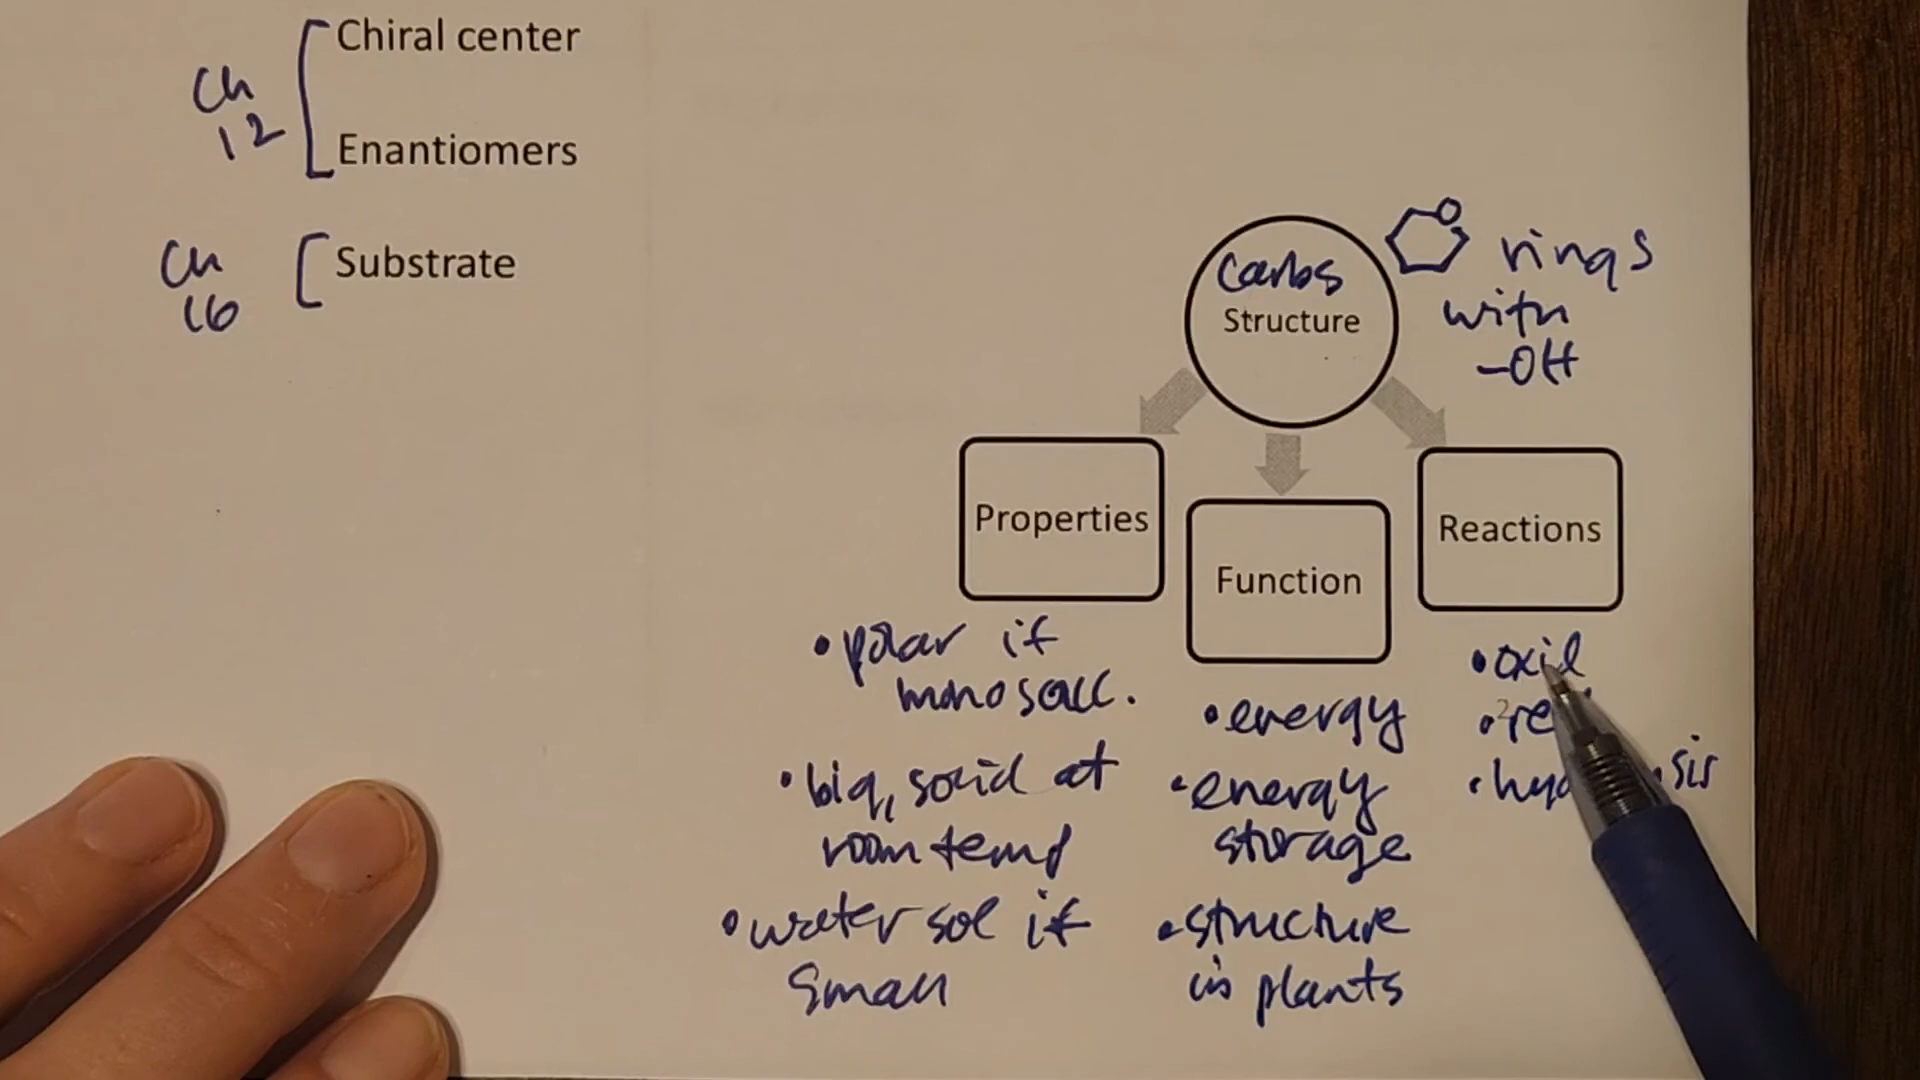 Ch
12
Chiral center
Enantiomers
Ch
16
Substrate
Carbs
Structure
O
rings
with
-OH
Properties
Function
Reactions
• polar if
monosacc.
• big, solid at
room temp
• water sol if
small
• energy
• energy
storage
• structure
in plants
• oxid